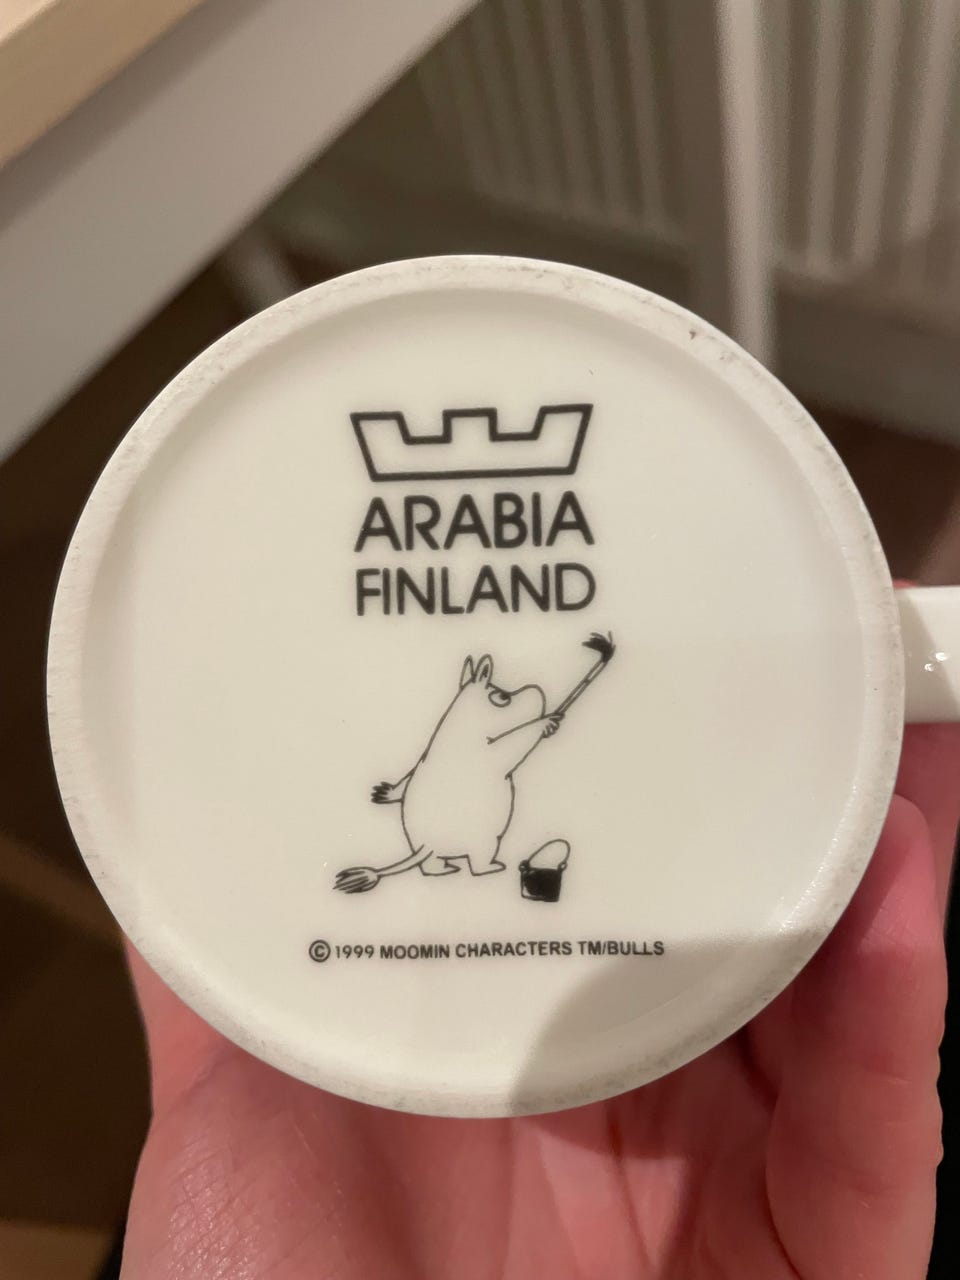 ARABIA
FINLAND
© 1999 MOOMIN CHARACTERS TM/BULLS